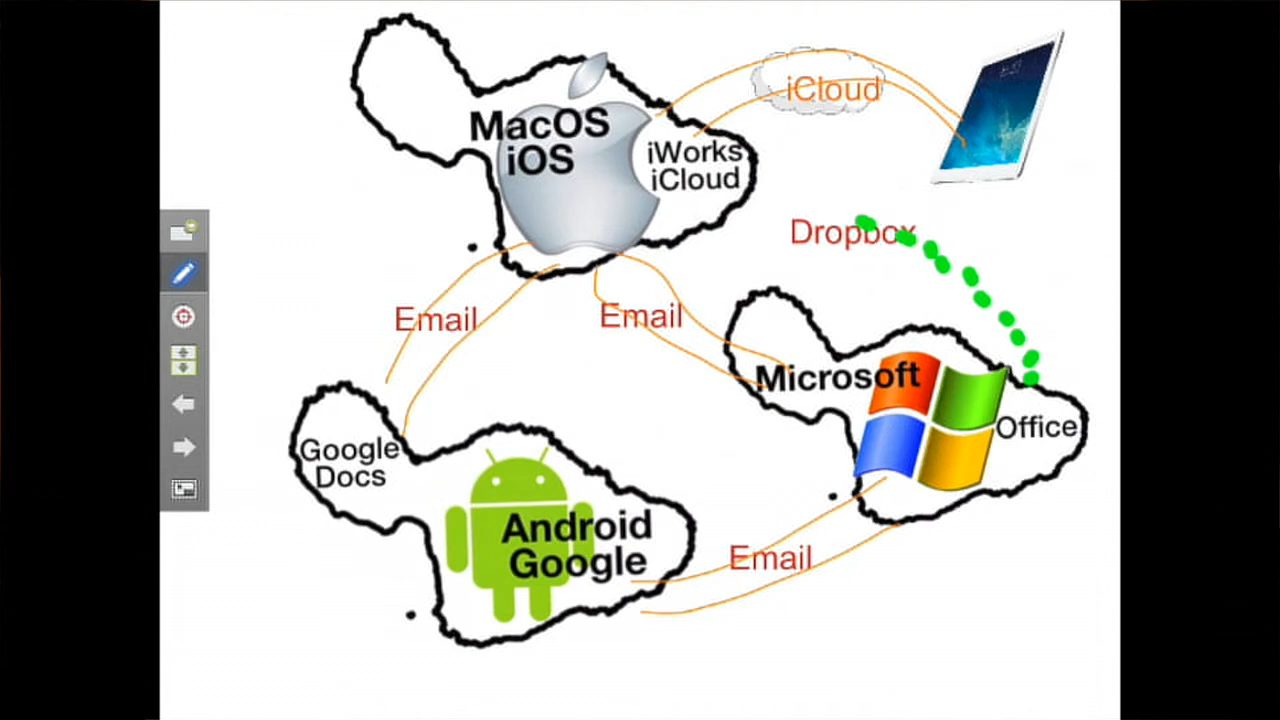 iCloud
MacOS
iOS
iWorks
iCloud
Dropbox
Email
Email
Microsoft
Office
Google
Docs
Android
Google
Email